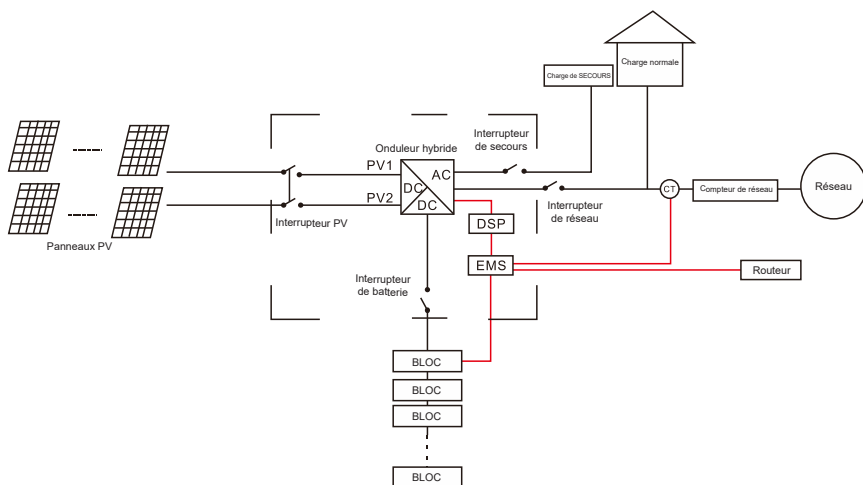 Charge normale
Charge de SECOURS
Interrupteur
de secours
Onduleur hybride
PV1
AC
DC
DC
PV2
Interrupteur PV
Panneaux PV
Interrupteur
de réseau
CT
Compteur de réseau
Réseau
DSP
EMS
Routeur
Interrupteur
de batterie
BLOC
BLOC
BLOC
BLOC